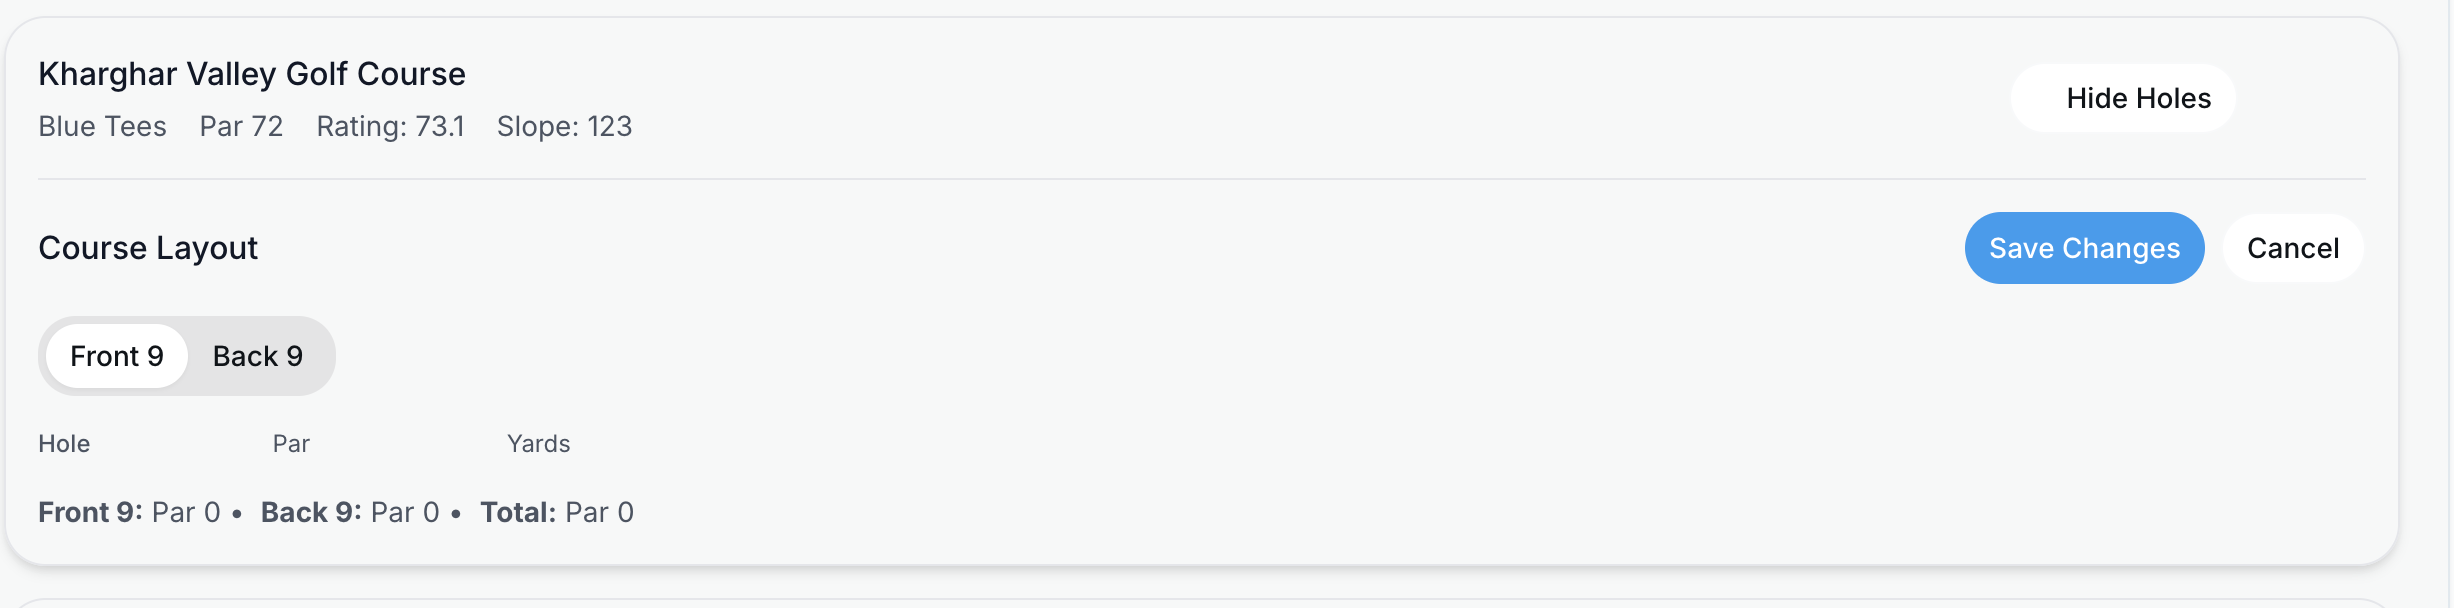 Kharghar Valley Golf Course
Blue Tees Par 72 Rating: 73.1 Slope: 123
Hide Holes
Course Layout
Save Changes Cancel
Front 9 Back 9
Hole Par Yards
Front 9: Par 0 • Back 9: Par 0 • Total: Par 0